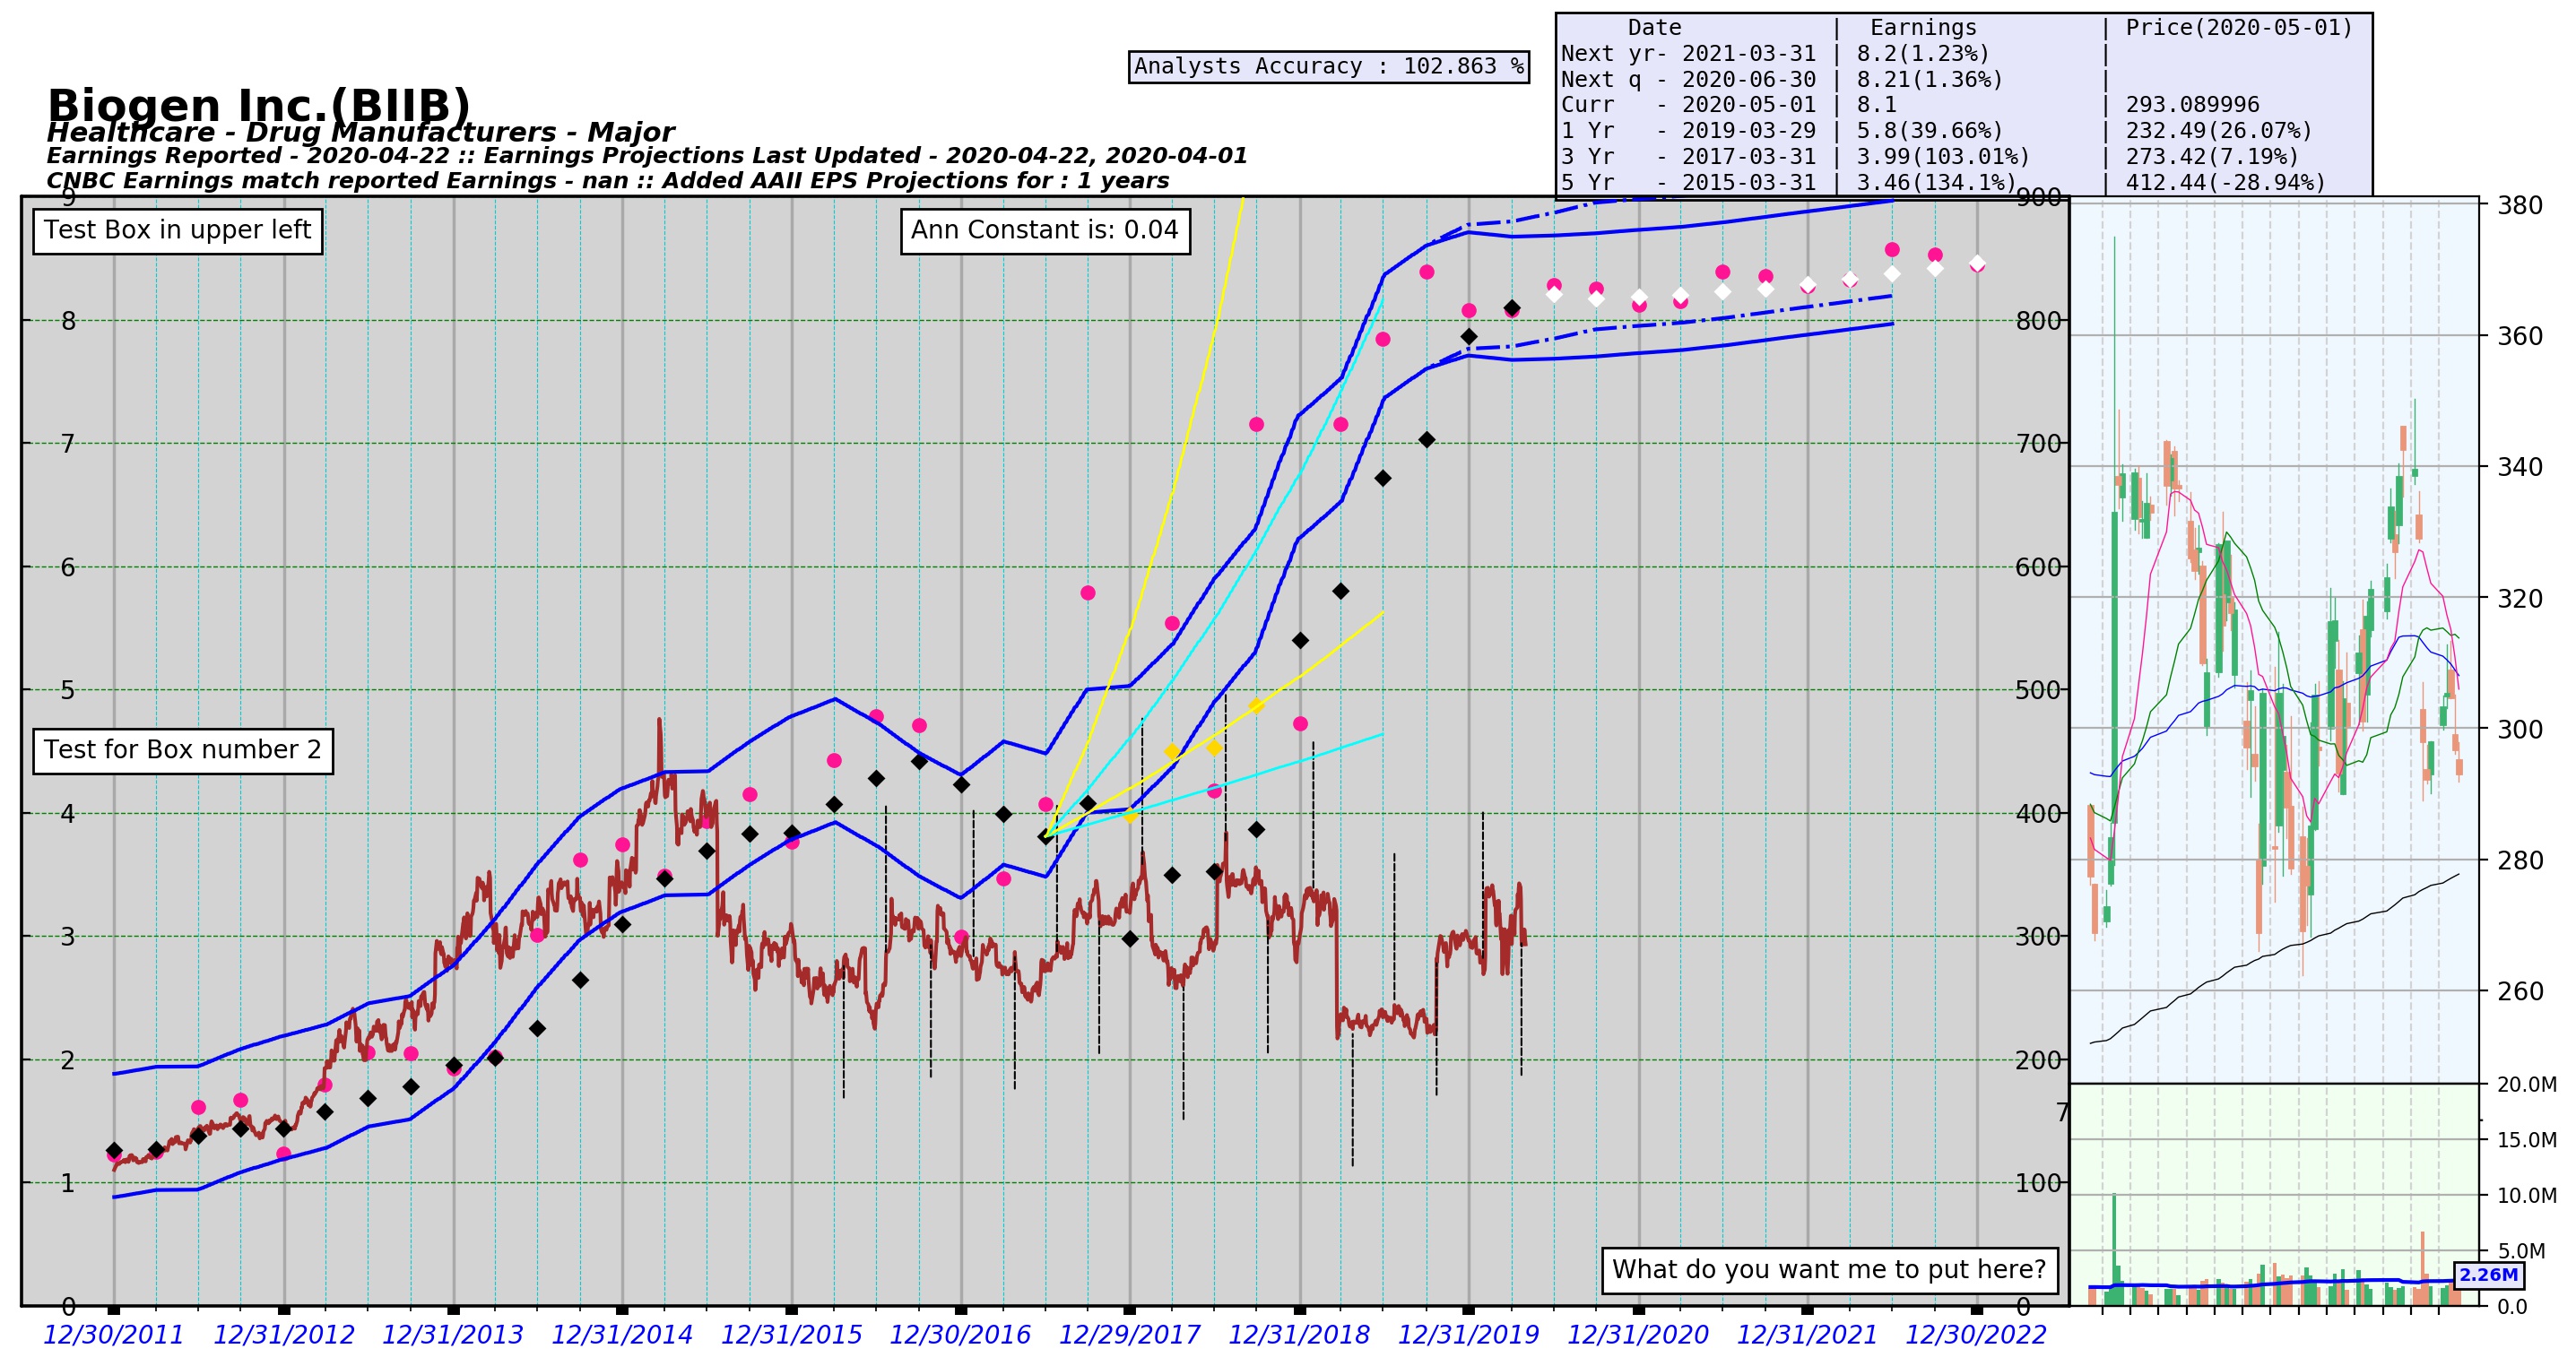 Date | Earnings | Price(2020-05-01)
Next yr- 2021-03-31 | 8.2(1.23%) |
Next q - 2020-06-30 | 8.21(1.36%) |
Curr - 2020-05-01 | 8.1 | 293.089996
1 Yr - 2019-03-29 | 5.8(39.66%) | 232.49(26.07%)
3 Yr - 2017-03-31 | 3.99(103.01%) | 273.42(7.19%)
5 Yr - 2015-03-31 | 3.46(134.1%) | 412.44(-28.94%)
Analysts Accuracy : 102.863 %
Biogen Inc.(BIIB)
Healthcare - Drug Manufacturers - Major
Earnings Reported - 2020-04-22 :: Earnings Projections Last Updated - 2020-04-22, 2020-04-01
CNBC Earnings match reported Earnings - nan :: Added AAII EPS Projections for : 1 years
Test Box in upper left
Ann Constant is: 0.04
Test for Box number 2
What do you want me to put here?
9
8
7
6
5
4
3
2
1
0
900
800
700
600
500
400
300
200
100
0
7
380
360
340
320
300
280
260
20.0M
15.0M
10.0M
5.0M
2.26M
0.0
12/30/2011 12/31/2012 12/31/2013 12/31/2014 12/31/2015 12/30/2016 12/29/2017 12/31/2018 12/31/2019 12/31/2020 12/31/2021 12/30/2022